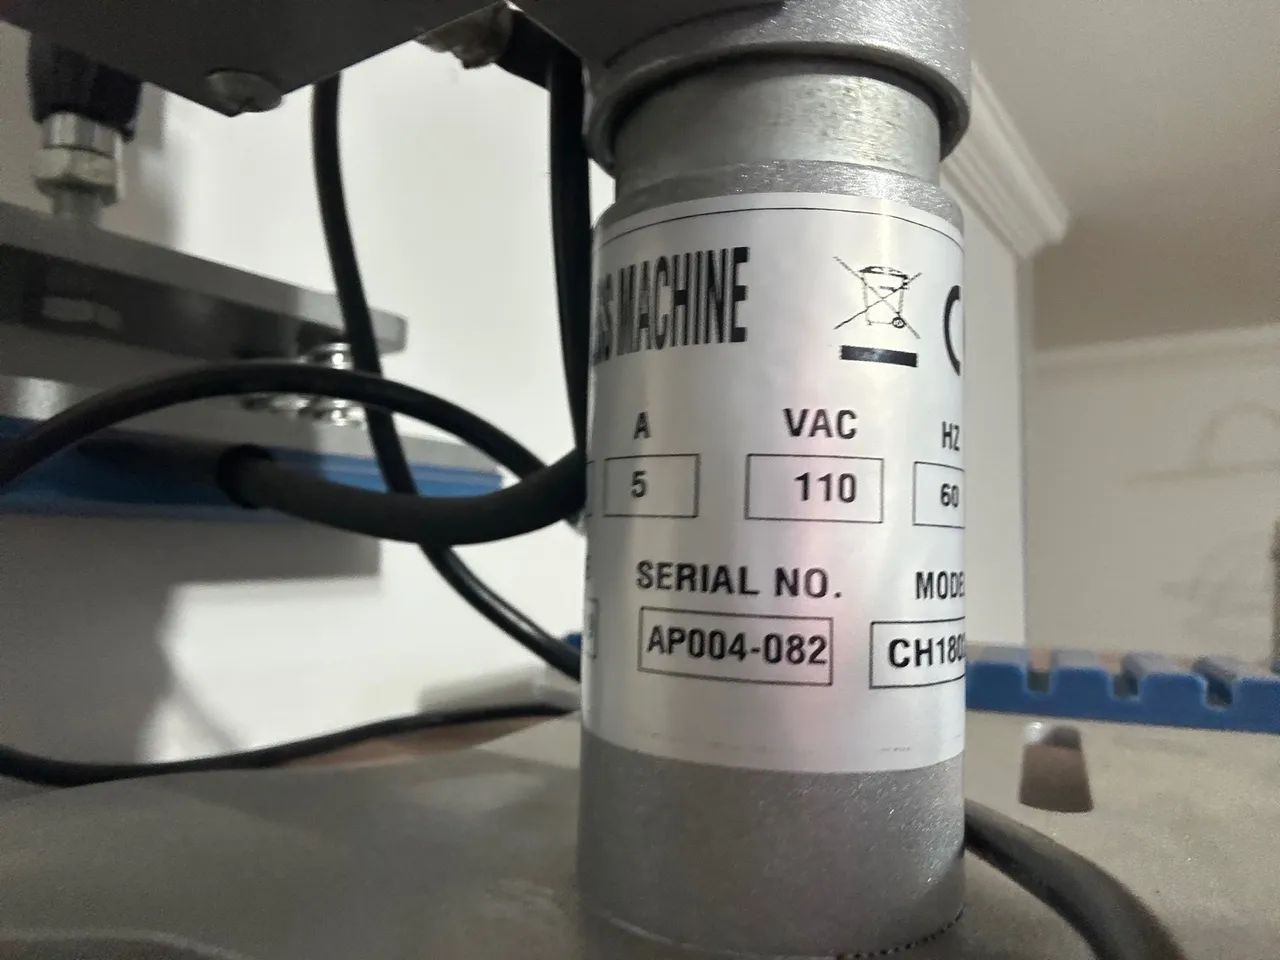 MACHINE
A VAC HZ
5 110 60
SERIAL NO.
AP004-082